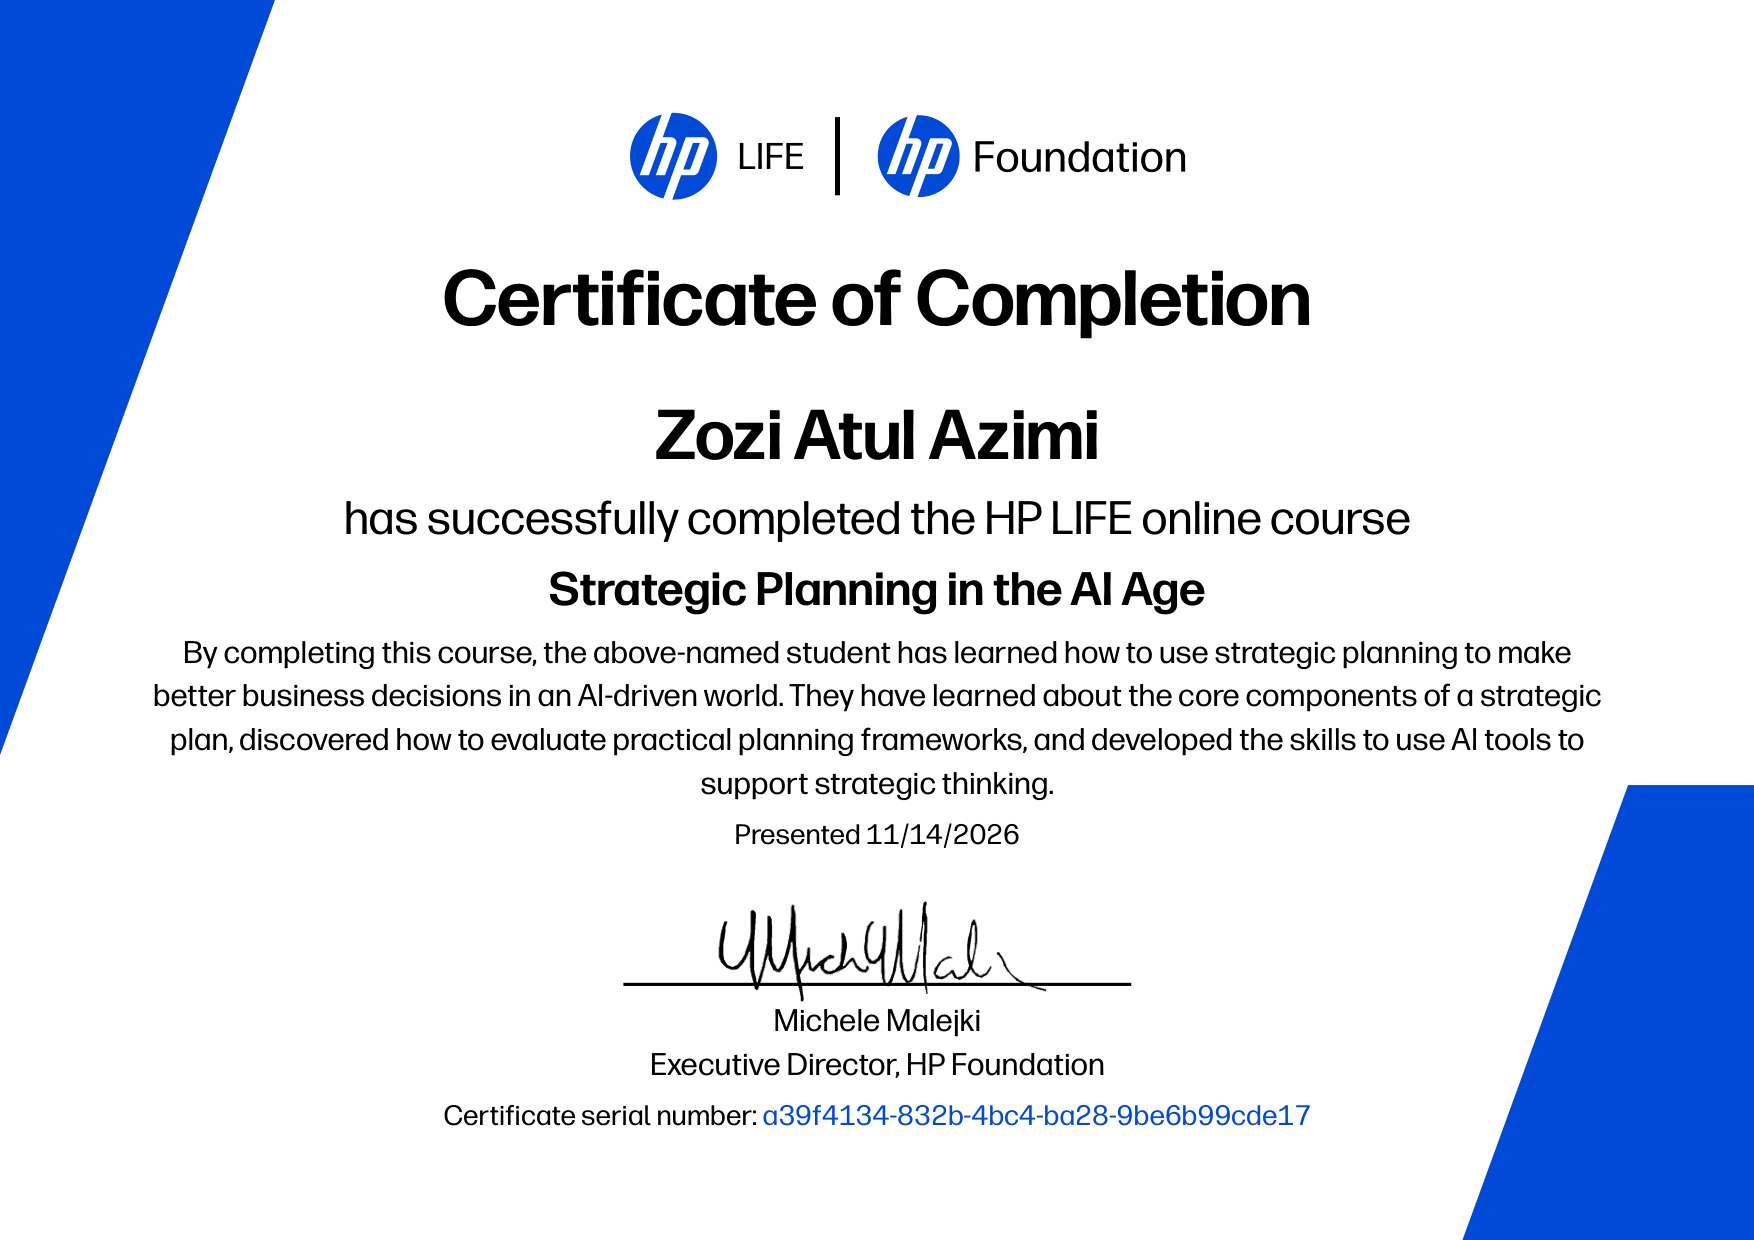 hp LIFE | hp Foundation
Certificate of Completion
Zozi Atul Azimi
has successfully completed the HP LIFE online course
Strategic Planning in the AI Age
By completing this course, the above-named student has learned how to use strategic planning to make
better business decisions in an AI-driven world. They have learned about the core components of a strategic
plan, discovered how to evaluate practical planning frameworks, and developed the skills to use AI tools to
support strategic thinking.
Presented 11/14/2026
Michele Malejki
Executive Director, HP Foundation
Certificate serial number: a39f4134-832b-4bc4-ba28-9be6b99cde17